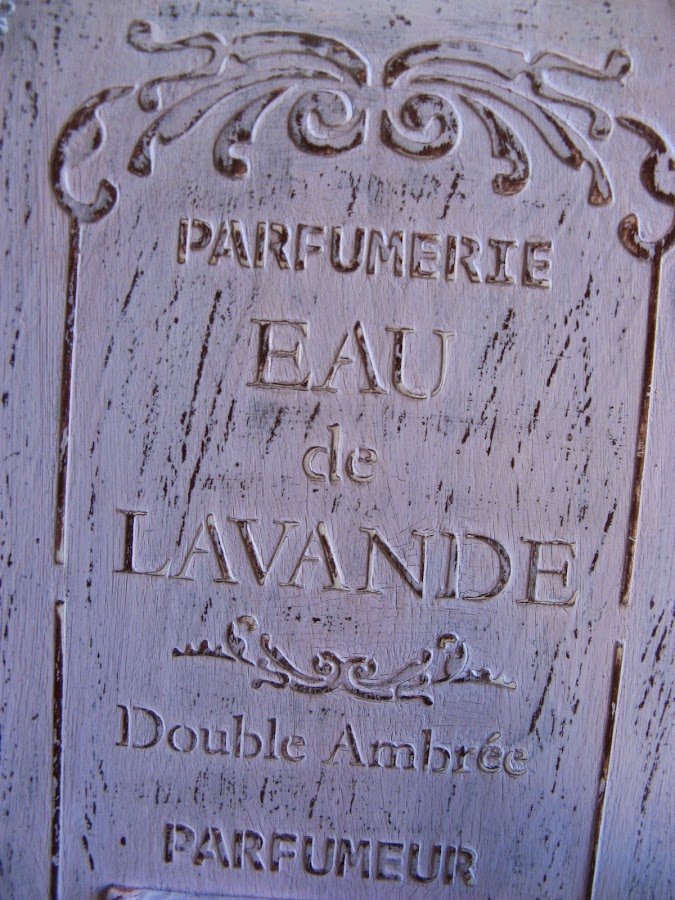 PARFUMERIE
EAU
de
LAVANDE
Double Ambrée
PARFUMEUR